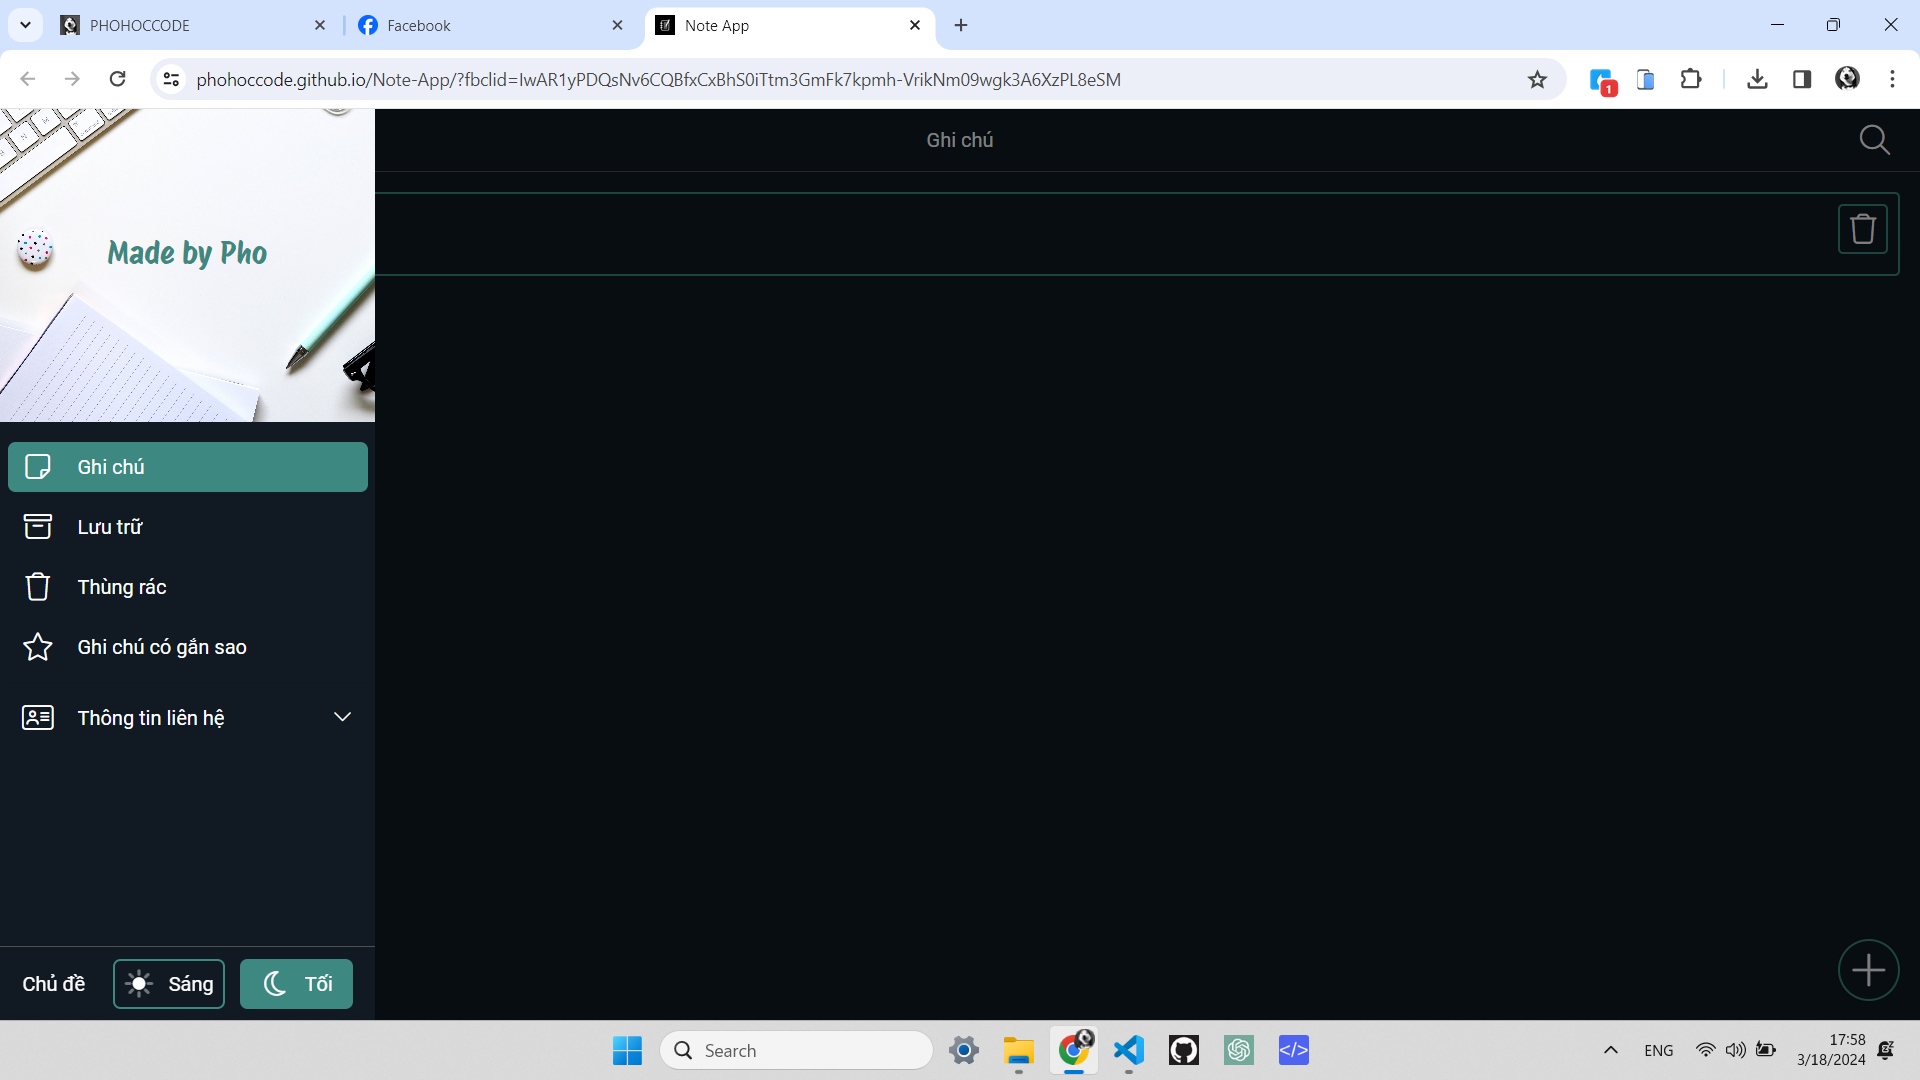 PHOHOCCODE
Facebook
Note App
phohoccode.github.io/Note-App/?fbclid=IwAR1yPDQsNv6CQBfxCxBhS0iTtm3GmFk7kpmh-VrikNm09wgk3A6XzPL8eSM
1
Ghi chú
Made by Pho
Ghi chú
Lưu trữ
Thùng rác
Ghi chú có gắn sao
Thông tin liên hệ
Chủ đề
Sáng
Tối
Search
ENG
17:58
3/18/2024